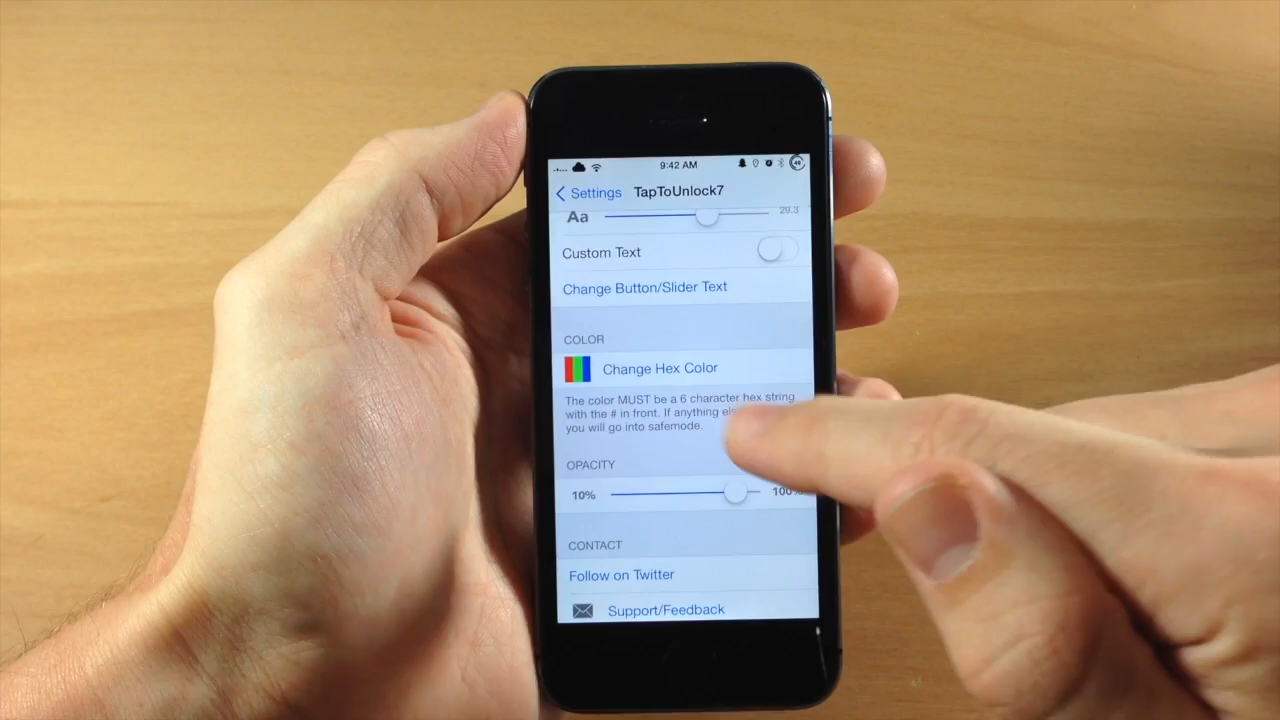 9:42 AM
49
Settings TapToUnlock7
Aa 29.3
Custom Text
Change Button/Slider Text
COLOR
Change Hex Color
The color MUST be a 6 character hex string
with the # in front. If anything
you will go into safemode.
OPACITY
10% 100%
CONTACT
Follow on Twitter
Support/Feedback